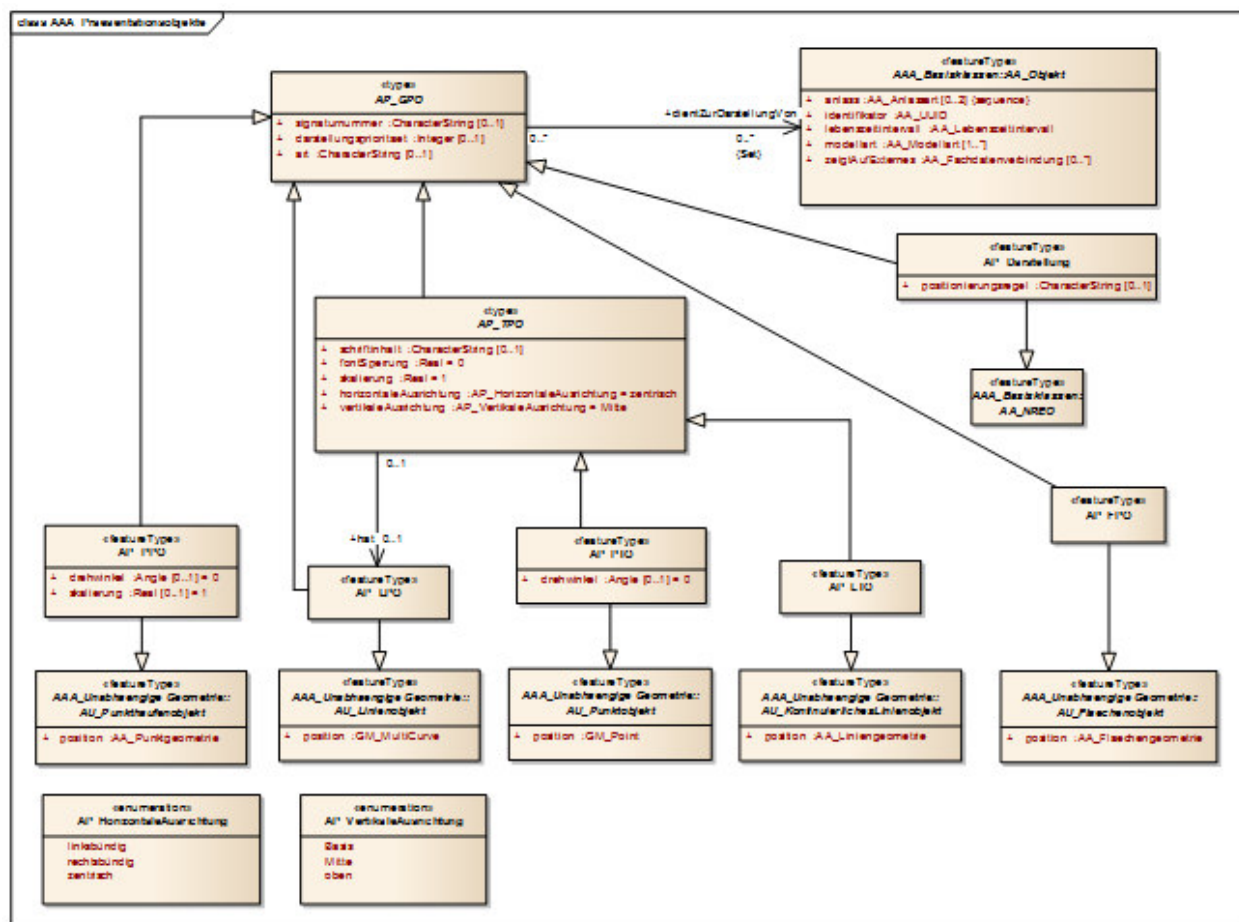 class AAA_Praesentationsobjekte
«type»
AP_GPO
+ signaturnummer :CharacterString [0..1]
+ darstellungsprioritaet :Integer [0..1]
+ art :CharacterString [0..1]
«featureType»
AAA_Basisklassen::AA_Objekt
+ anlass :AA_Anlassart [0..2] {sequence}
+ identifikator :AA_UUID
+ lebenszeitintervall :AA_Lebenszeitintervall
+ modellart :AA_Modellart [1..*]
+ zeigtAufExternes :AA_Fachdatenverbindung [0..*]
+dientZurDarstellungVon
0..*
0..*
{Set}
«featureType»
AP_Darstellung
+ positionierungsregel :CharacterString [0..1]
«type»
AP_TPO
+ schriftinhalt :CharacterString [0..1]
+ fontSperrung :Real = 0
+ skalierung :Real = 1
+ horizontaleAusrichtung :AP_HorizontaleAusrichtung = zentrisch
+ vertikaleAusrichtung :AP_VertikaleAusrichtung = Mitte
«featureType»
AAA_Basisklassen::
AA_NREO
0..1
+hat 0..1
«featureType»
AP_PPO
+ drehwinkel :Angle [0..1] = 0
+ skalierung :Real [0..1] = 1
«featureType»
AP_LPO
«featureType»
AP_PTO
+ drehwinkel :Angle [0..1] = 0
«featureType»
AP_LTO
«featureType»
AP_FPO
«featureType»
AAA_Unabhaengige Geometrie::
AU_Punkthaufenobjekt
+ position :AA_Punktgeometrie
«featureType»
AAA_Unabhaengige Geometrie::
AU_Linienobjekt
+ position :GM_MultiCurve
«featureType»
AAA_Unabhaengige Geometrie::
AU_Punktobjekt
+ position :GM_Point
«featureType»
AAA_Unabhaengige Geometrie::
AU_KontinuierlichesLinienobjekt
+ position :AA_Liniengeometrie
«featureType»
AAA_Unabhaengige Geometrie::
AU_Flaechenobjekt
+ position :AA_Flaechengeometrie
«enumeration»
AP_HorizontaleAusrichtung
linksbündig
rechtsbündig
zentrisch
«enumeration»
AP_VertikaleAusrichtung
Basis
Mitte
oben